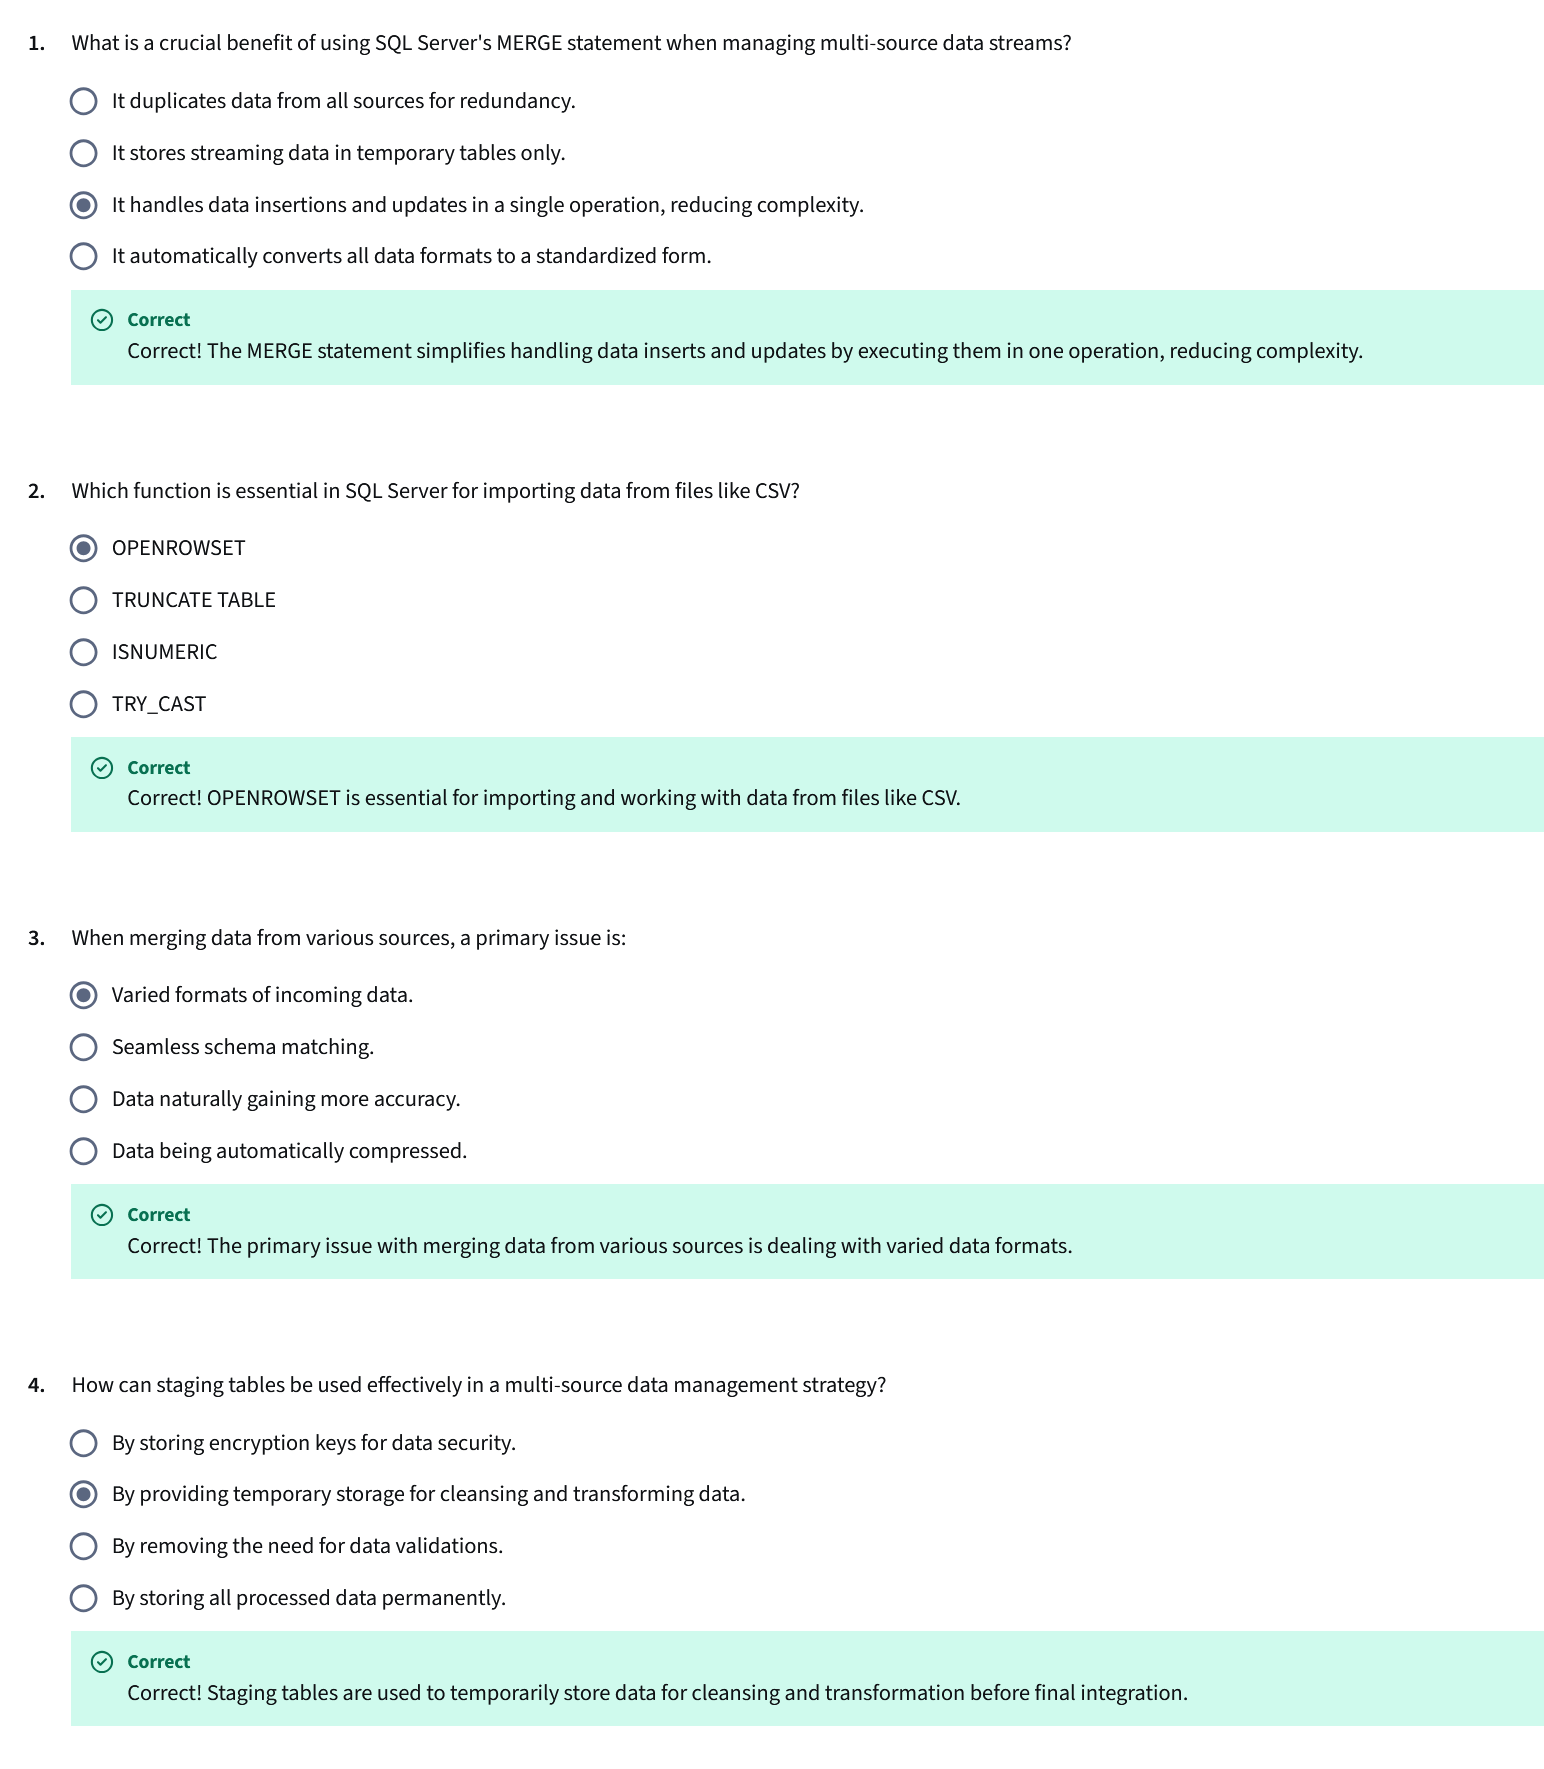 1. What is a crucial benefit of using SQL Server's MERGE statement when managing multi-source data streams?
It duplicates data from all sources for redundancy.
It stores streaming data in temporary tables only.
It handles data insertions and updates in a single operation, reducing complexity.
It automatically converts all data formats to a standardized form.
Correct
Correct! The MERGE statement simplifies handling data inserts and updates by executing them in one operation, reducing complexity.
2. Which function is essential in SQL Server for importing data from files like CSV?
OPENROWSET
TRUNCATE TABLE
ISNUMERIC
TRY_CAST
Correct
Correct! OPENROWSET is essential for importing and working with data from files like CSV.
3. When merging data from various sources, a primary issue is:
Varied formats of incoming data.
Seamless schema matching.
Data naturally gaining more accuracy.
Data being automatically compressed.
Correct
Correct! The primary issue with merging data from various sources is dealing with varied data formats.
4. How can staging tables be used effectively in a multi-source data management strategy?
By storing encryption keys for data security.
By providing temporary storage for cleansing and transforming data.
By removing the need for data validations.
By storing all processed data permanently.
Correct
Correct! Staging tables are used to temporarily store data for cleansing and transformation before final integration.